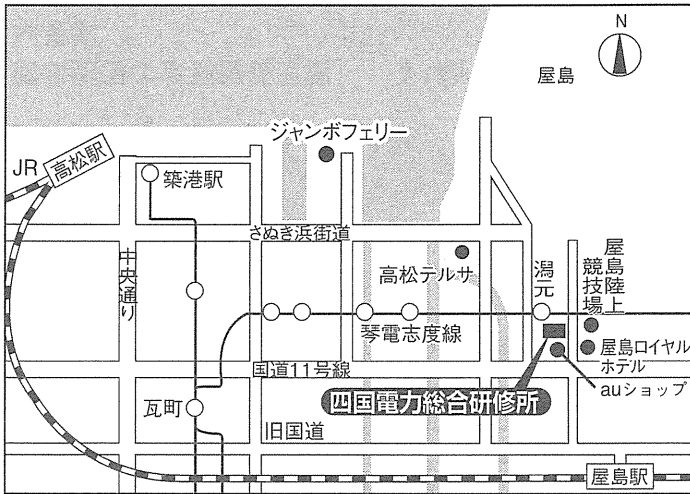 N
屋島
ジャンボフェリー
JR
高松駅
築港駅
さぬき浜街道
中央通り
高松テルサ
潟元
屋島陸上
競技場
琴電志度線
屋島ロイヤル
ホテル
国道11号線
auショップ
四国電力総合研修所
瓦町
旧国道
屋島駅